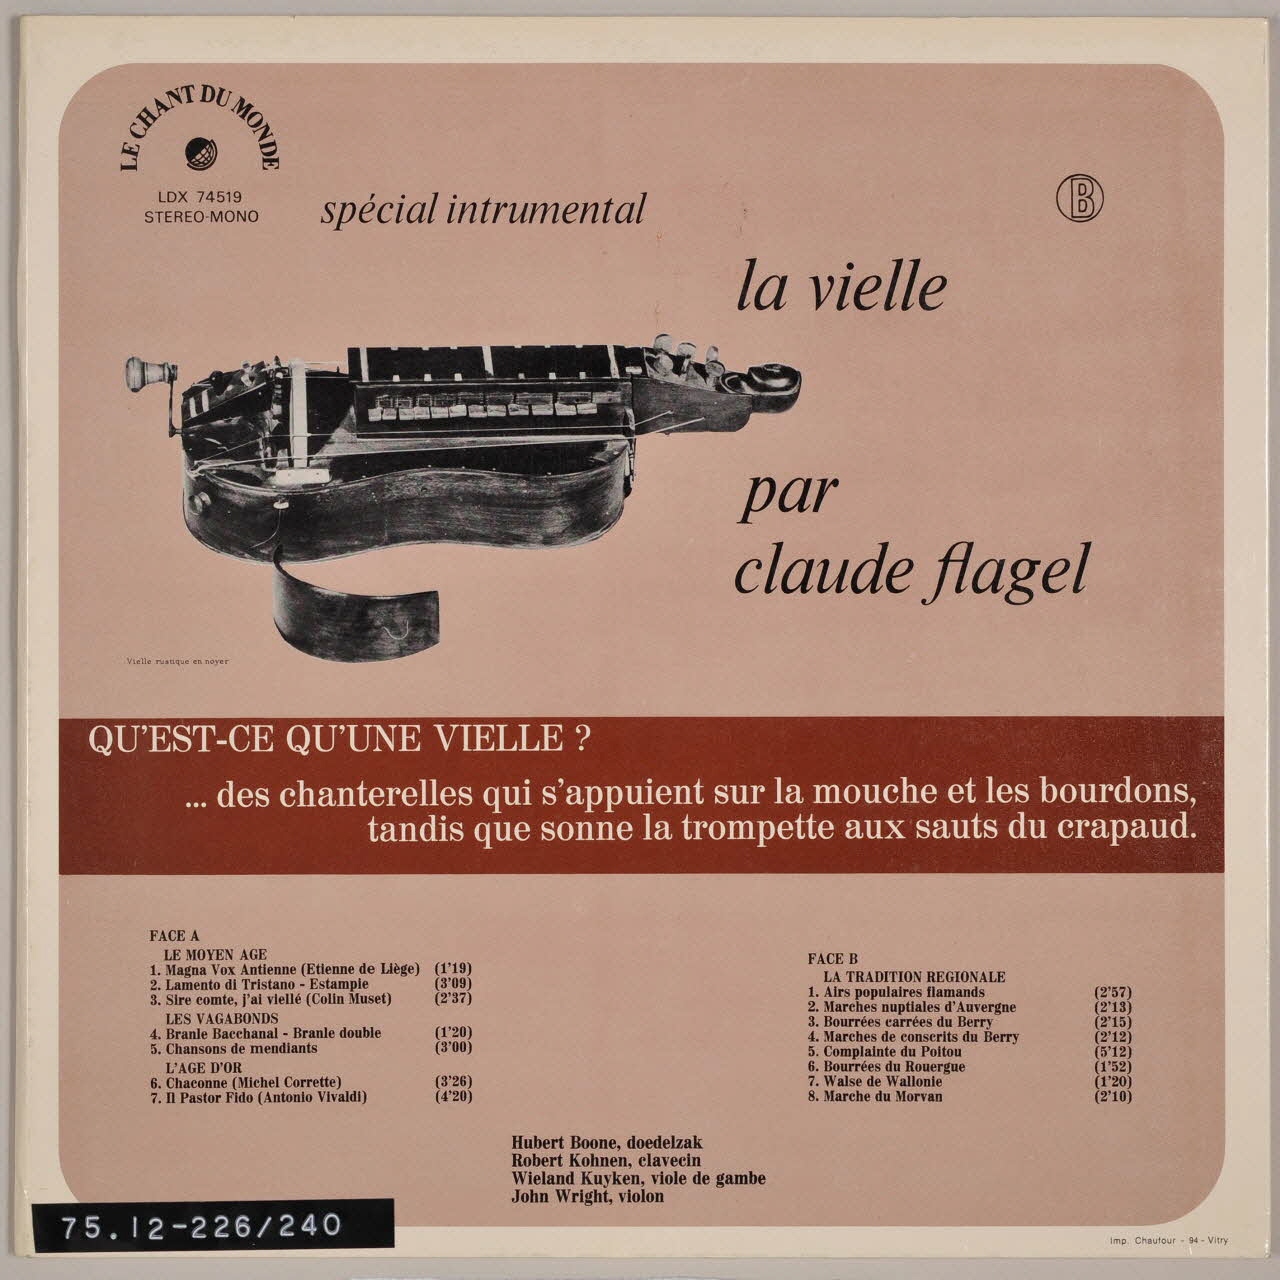 LE CHANT DU MONDE
LDX 74519
STEREO-MONO
spécial intrumental
B
la vielle
par
claude flagel
Vielle rustique en noyer
QU'EST-CE QU'UNE VIELLE ?
... des chanterelles qui s'appuient sur la mouche et les bourdons,
tandis que sonne la trompette aux sauts du crapaud.
FACE A
LE MOYEN AGE
1. Magna Vox Antienne (Etienne de Liège) (1'19)
2. Lamento di Tristano - Estampie (3'09)
3. Sire comte, j'ai viellé (Colin Muset) (2'37)
LES VAGABONDS
4. Branle Bacchanal - Branle double (1'20)
5. Chansons de mendiants (3'00)
L'AGE D'OR
6. Chaconne (Michel Corrette) (3'26)
7. Il Pastor Fido (Antonio Vivaldi) (4'20)
FACE B
LA TRADITION REGIONALE
1. Airs populaires flamands (2'57)
2. Marches nuptiales d'Auvergne (2'13)
3. Bourrées carrées du Berry (2'15)
4. Marches de conscrits du Berry (2'12)
5. Complainte du Poitou (5'12)
6. Bourrées du Rouergue (1'52)
7. Walse de Wallonie (1'20)
8. Marche du Morvan (2'10)
Hubert Boone, doedelzak
Robert Kohnen, clavecin
Wieland Kuyken, viole de gambe
John Wright, violon
75.12-226/240
Imp. Chaufour - 94 - Vitry